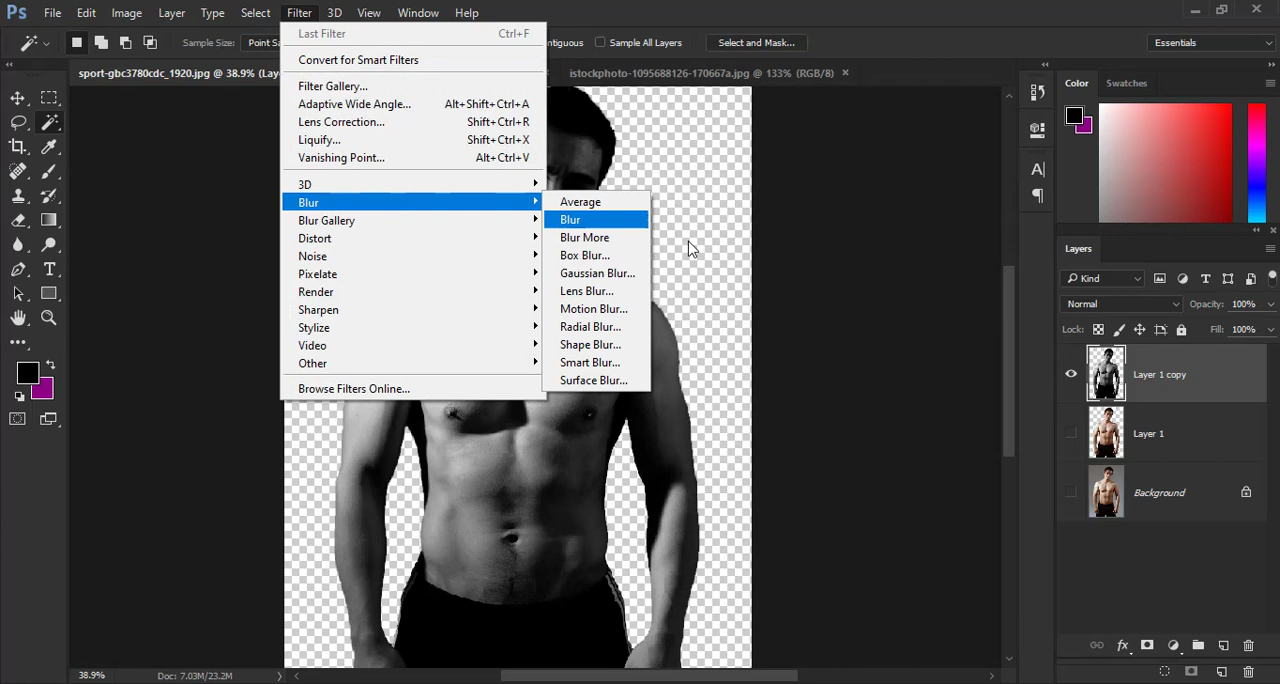 Ps File Edit Image Layer Type Select Filter 3D View Window Help
Sample Size: Point Sa
tiguous Sample All Layers Select and Mask... Essentials
sport-gbc3780cdc_1920.jpg @ 38.9% (Lay
istockphoto-1095688126-170667a.jpg @ 133% (RGB/8) ×
Last Filter Ctrl+F
Convert for Smart Filters
Filter Gallery...
Adaptive Wide Angle... Alt+Shift+Ctrl+A
Lens Correction... Shift+Ctrl+R
Liquify... Shift+Ctrl+X
Vanishing Point... Alt+Ctrl+V
3D
Blur
Blur Gallery
Distort
Noise
Pixelate
Render
Sharpen
Stylize
Video
Other
Browse Filters Online...
Average
Blur
Blur More
Box Blur...
Gaussian Blur...
Lens Blur...
Motion Blur...
Radial Blur...
Shape Blur...
Smart Blur...
Surface Blur...
Color Swatches
Layers
Kind
Normal Opacity: 100%
Lock: Fill: 100%
Layer 1 copy
Layer 1
Background
38.9% Doc: 7.03M/23.2M